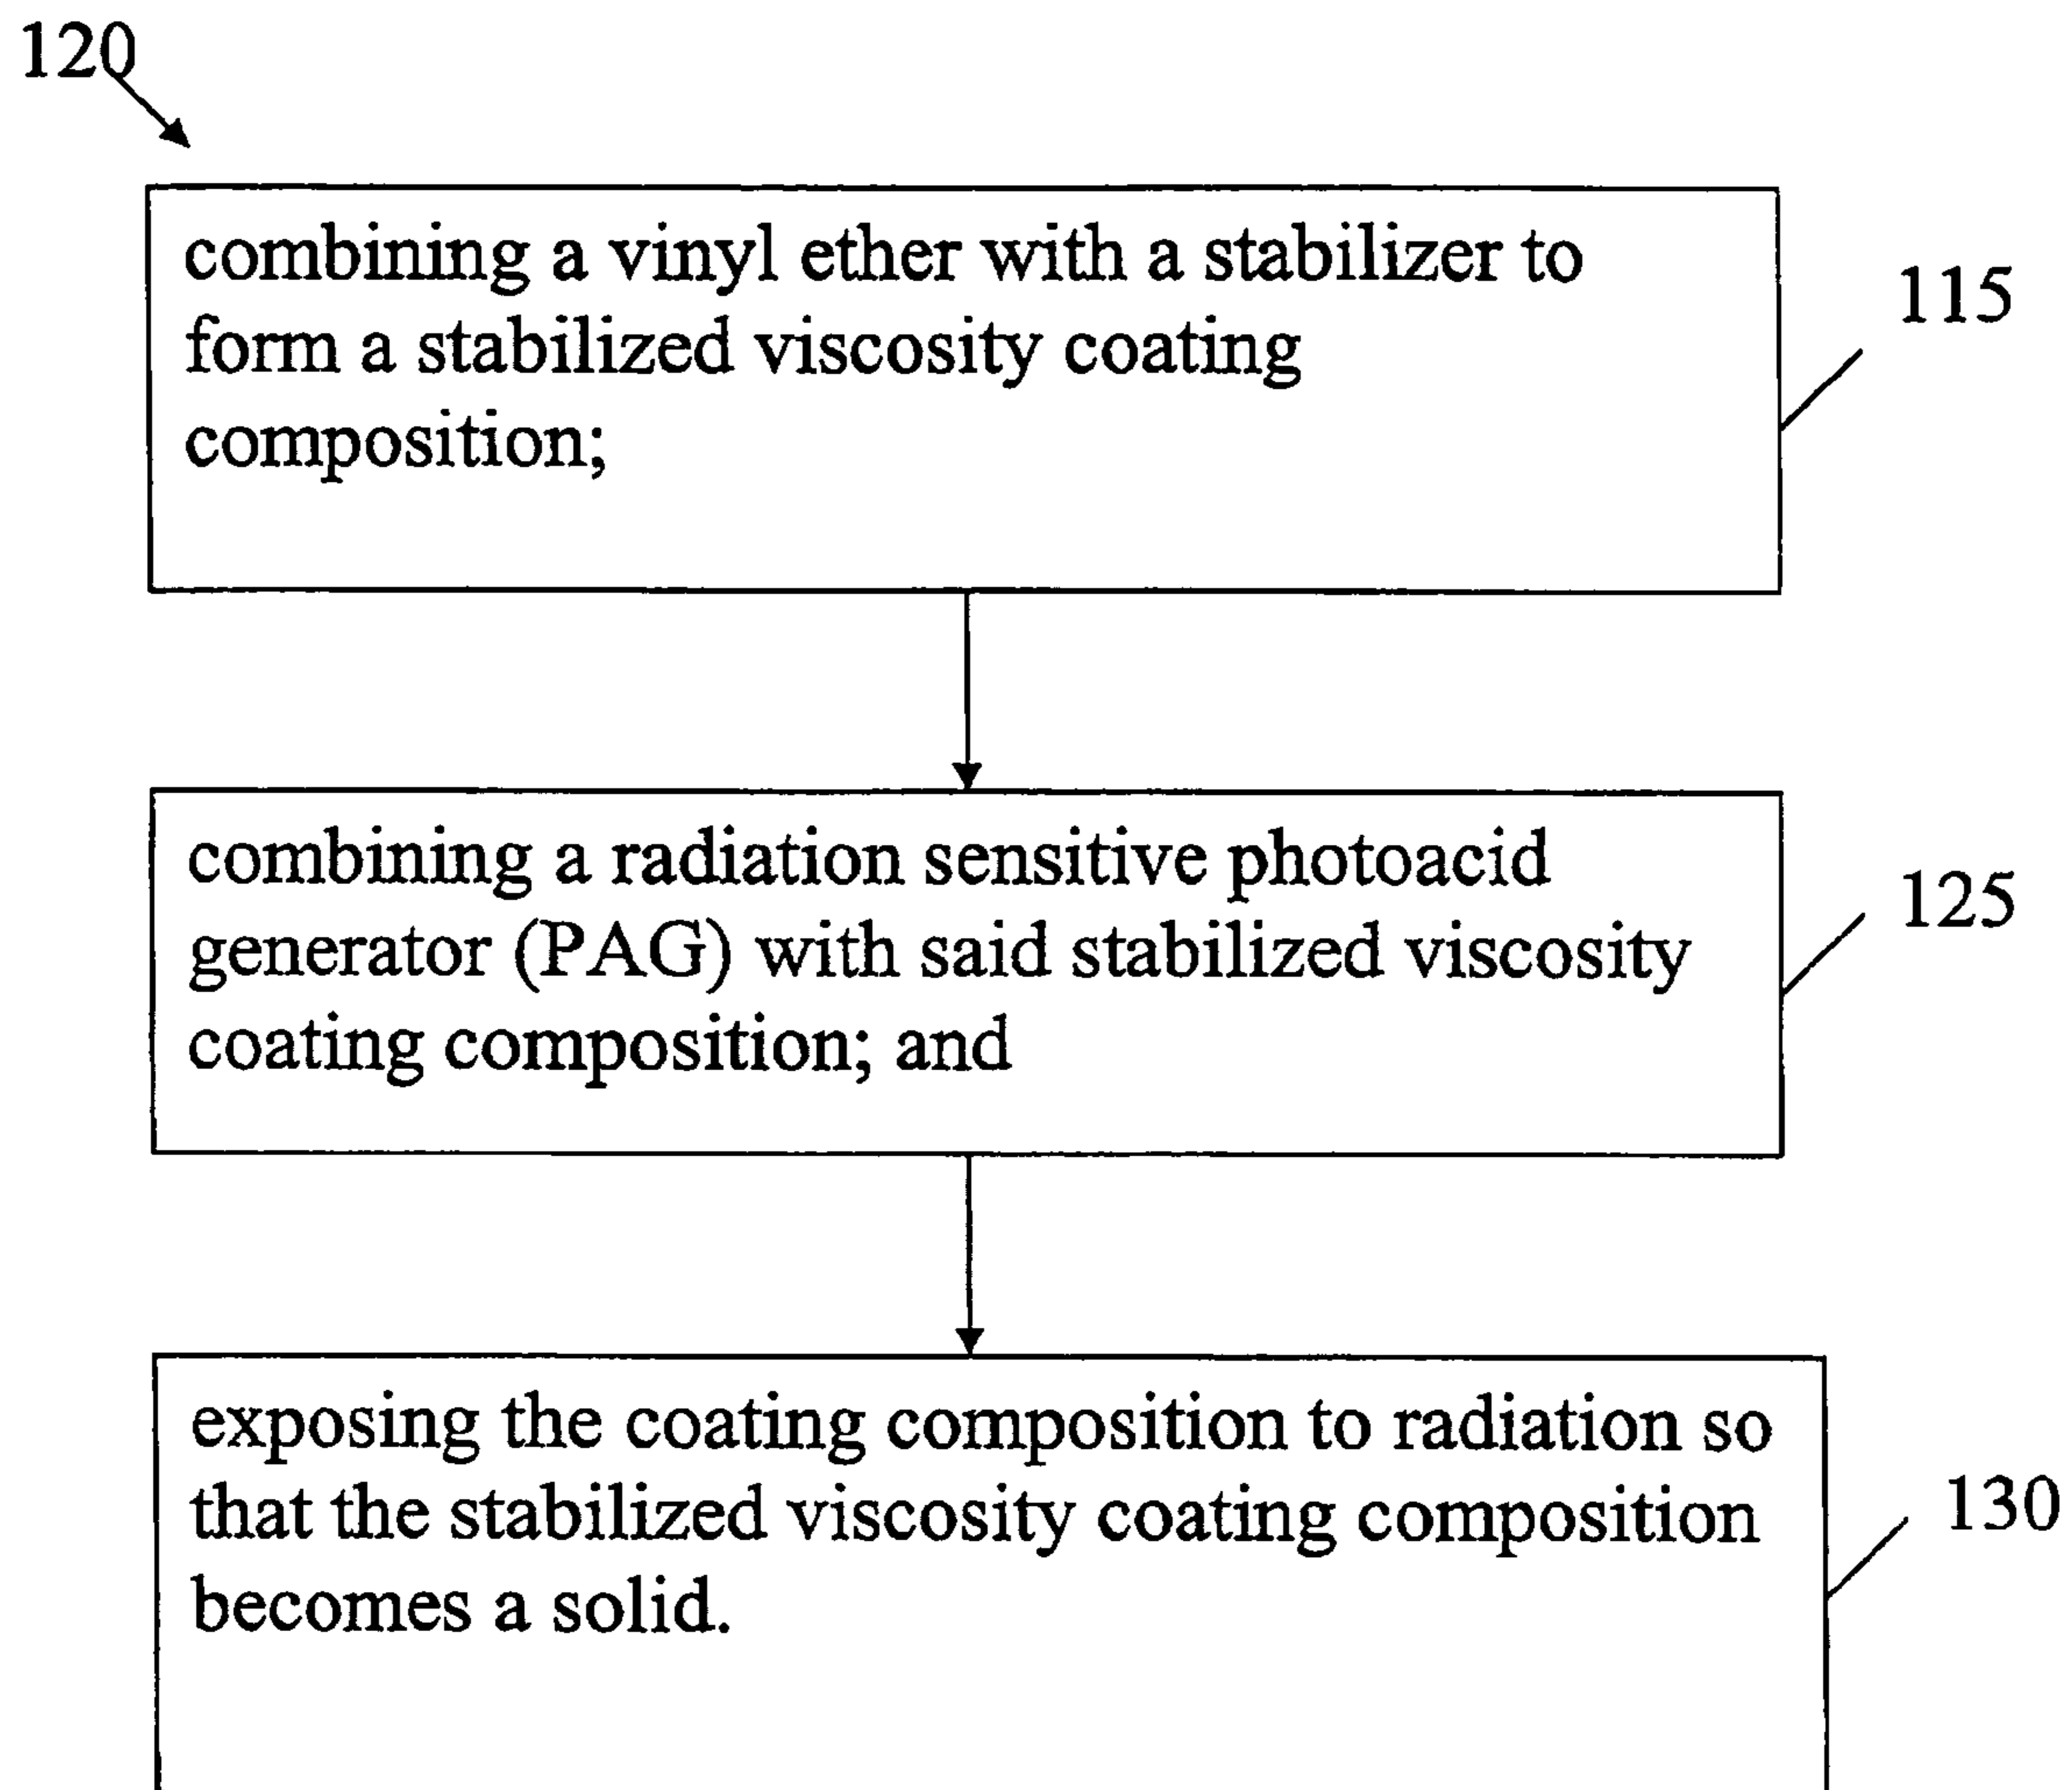 120
combining a vinyl ether with a stabilizer to
form a stabilized viscosity coating
composition;
115
combining a radiation sensitive photoacid
generator (PAG) with said stabilized viscosity
coating composition; and
125
exposing the coating composition to radiation so
that the stabilized viscosity coating composition
becomes a solid.
130